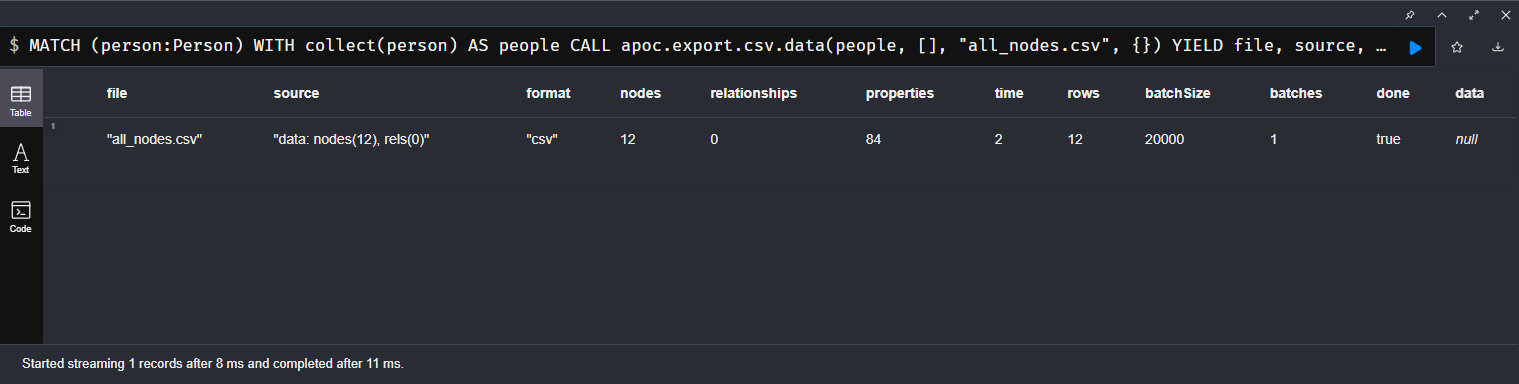 $ MATCH (person:Person) WITH collect(person) AS people CALL apoc.export.csv.data(people, [], "all_nodes.csv", {}) YIELD file, source, …
file source format nodes relationships properties time rows batchSize batches done data
1 "all_nodes.csv" "data: nodes(12), rels(0)" "csv" 12 0 84 2 12 20000 1 true null
Table
Text
Code
Started streaming 1 records after 8 ms and completed after 11 ms.